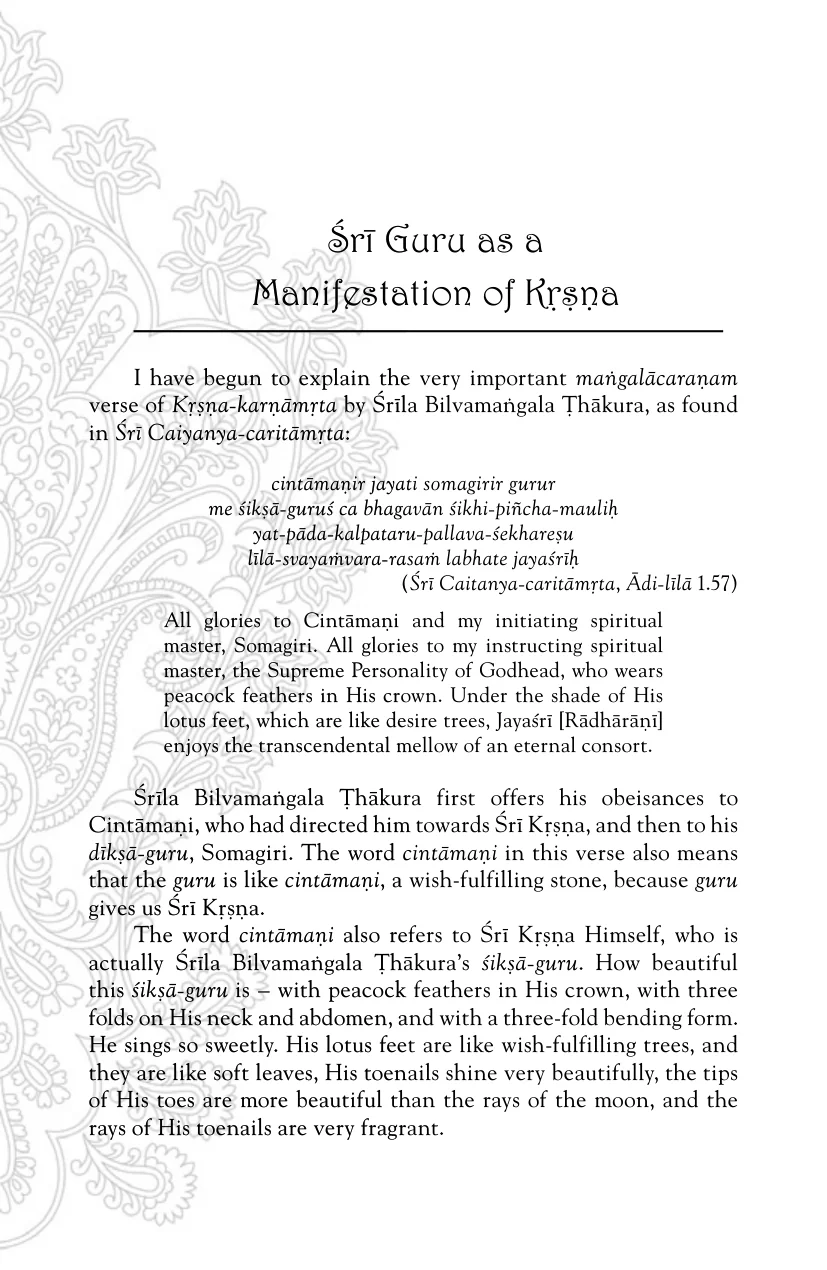 Śrī Guru as a
Manifestation of Kṛṣṇa
I have begun to explain the very important maṅgalācaraṇam
verse of Kṛṣṇa-karṇāmṛta by Śrīla Bilvamaṅgala Ṭhākura, as found
in Śrī Caiyanya-caritāmṛta:
cintāmaṇir jayati somagirir gurur
me śikṣā-guruś ca bhagavān śikhi-piñcha-mauliḥ
yat-pāda-kalpataru-pallava-śekhareṣu
līlā-svayaṁvara-rasaṁ labhate jayaśrīḥ
(Śrī Caitanya-caritāmṛta, Ādi-līlā 1.57)
All glories to Cintāmaṇi and my initiating spiritual
master, Somagiri. All glories to my instructing spiritual
master, the Supreme Personality of Godhead, who wears
peacock feathers in His crown. Under the shade of His
lotus feet, which are like desire trees, Jayaśrī [Rādhārāṇī]
enjoys the transcendental mellow of an eternal consort.
Śrīla Bilvamaṅgala Ṭhākura first offers his obeisances to
Cintāmaṇi, who had directed him towards Śrī Kṛṣṇa, and then to his
dīkṣā-guru, Somagiri. The word cintāmaṇi in this verse also means
that the guru is like cintāmaṇi, a wish-fulfilling stone, because guru
gives us Śrī Kṛṣṇa.
The word cintāmaṇi also refers to Śrī Kṛṣṇa Himself, who is
actually Śrīla Bilvamaṅgala Ṭhākura’s śikṣā-guru. How beautiful
this śikṣā-guru is – with peacock feathers in His crown, with three
folds on His neck and abdomen, and with a three-fold bending form.
He sings so sweetly. His lotus feet are like wish-fulfilling trees, and
they are like soft leaves, His toenails shine very beautifully, the tips
of His toes are more beautiful than the rays of the moon, and the
rays of His toenails are very fragrant.